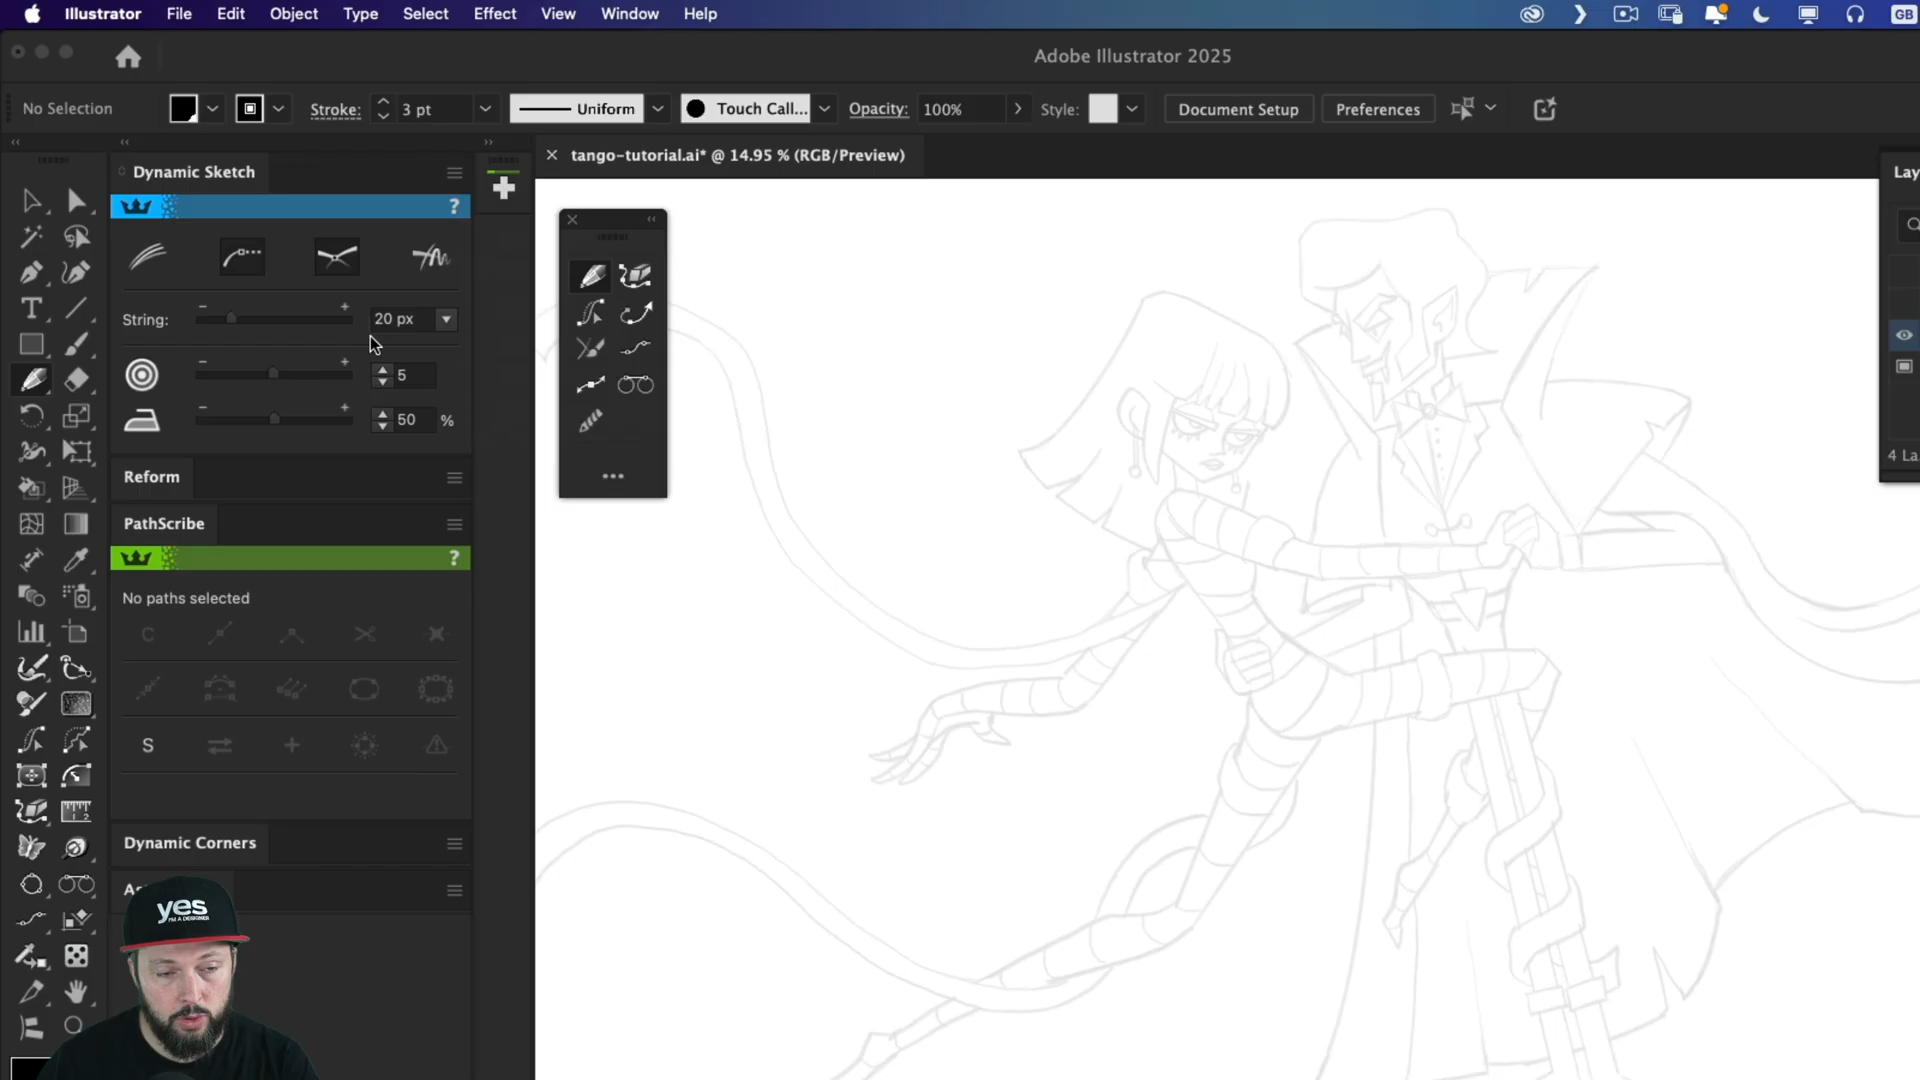 Illustrator File Edit Object Type Select Effect View Window Help GB
Adobe Illustrator 2025
No Selection Stroke: 3 pt Uniform Touch Call... Opacity: 100% Style: Document Setup Preferences
tango-tutorial.ai* @ 14.95 % (RGB/Preview)
Dynamic Sketch
?
String: 20 px
5
50 %
Reform
PathScribe
?
No paths selected
C
S
Dynamic Corners
yes
I'M A DESIGNER
Lay
4 La